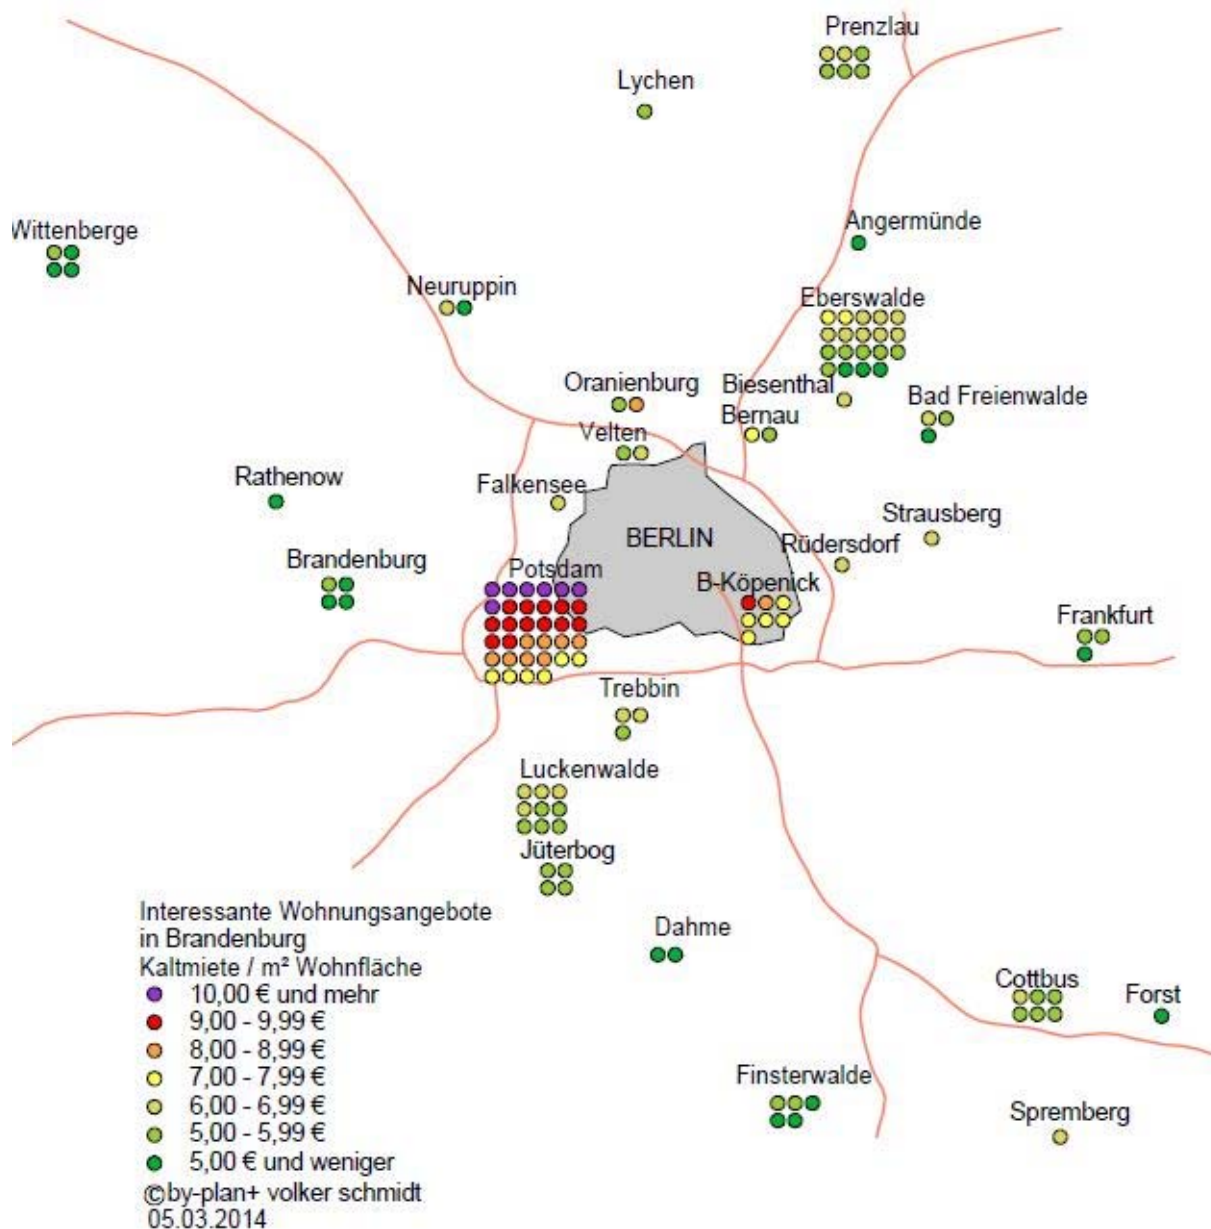 Prenzlau
Lychen
Wittenberge
Angermünde
Neuruppin
Eberswalde
Oranienburg
Biesenthal
Bad Freienwalde
Bernau
Velten
Rathenow
Falkensee
Strausberg
BERLIN
Rüdersdorf
Brandenburg
Potsdam
B-Köpenick
Frankfurt
Trebbin
Luckenwalde
Jüterbog
Dahme
Cottbus
Forst
Finsterwalde
Spremberg
Interessante Wohnungsangebote
in Brandenburg
Kaltmiete / m² Wohnfläche
10,00 € und mehr
9,00 - 9,99 €
8,00 - 8,99 €
7,00 - 7,99 €
6,00 - 6,99 €
5,00 - 5,99 €
5,00 € und weniger
©by-plan+ volker schmidt
05.03.2014